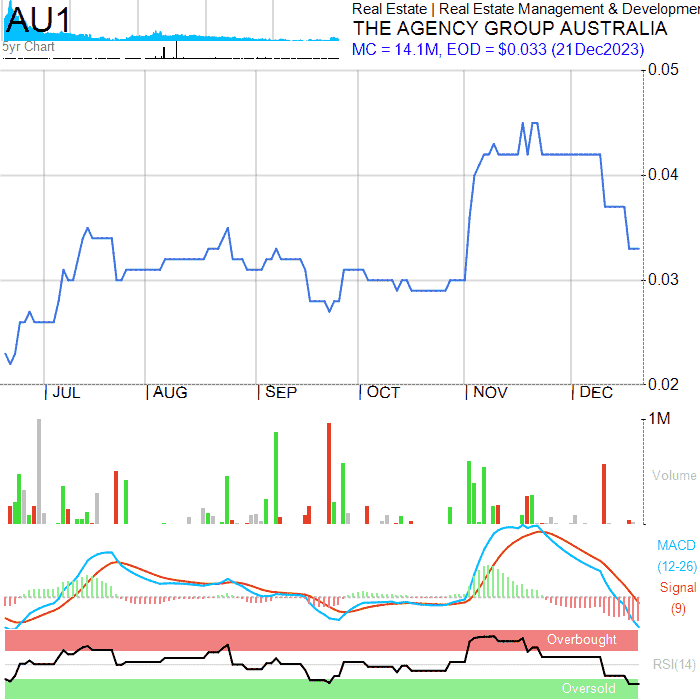 AU1
5yr Chart
Real Estate | Real Estate Management & Developmen
THE AGENCY GROUP AUSTRALIA
MC = 14.1M, EOD = $0.033 (21Dec2023)
0.05
0.04
0.03
0.02
JUL
AUG
SEP
OCT
NOV
DEC
1M
Volume
MACD
(12-26)
Signal
(9)
Overbought
RSI(14)
Oversold